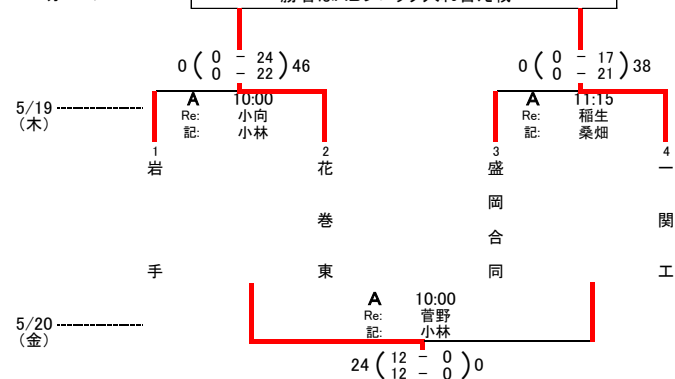 0 ( 0 - 24 ) 46
0 - 22
0 ( 0 - 17 ) 38
0 - 21
5/19
(木)
A 10:00
Re: 小向
記: 小林
A 11:15
Re: 稲生
記: 桑畑
1
岩手
2
花巻東
3
盛岡合同
4
一関工
5/20
(金)
A 10:00
Re: 菅野
記: 小林
24 ( 12 - 0 ) 0
12 - 0